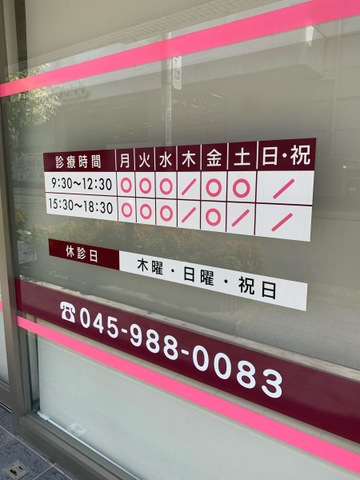 診療時間 月 火 水 木 金 土 日・祝
9:30〜12:30 ○ ○ ○ ／ ○ ○ ／
15:30〜18:30 ○ ○ ○ ／ ○ ／ ／
休診日 木曜・日曜・祝日
☎045-988-0083